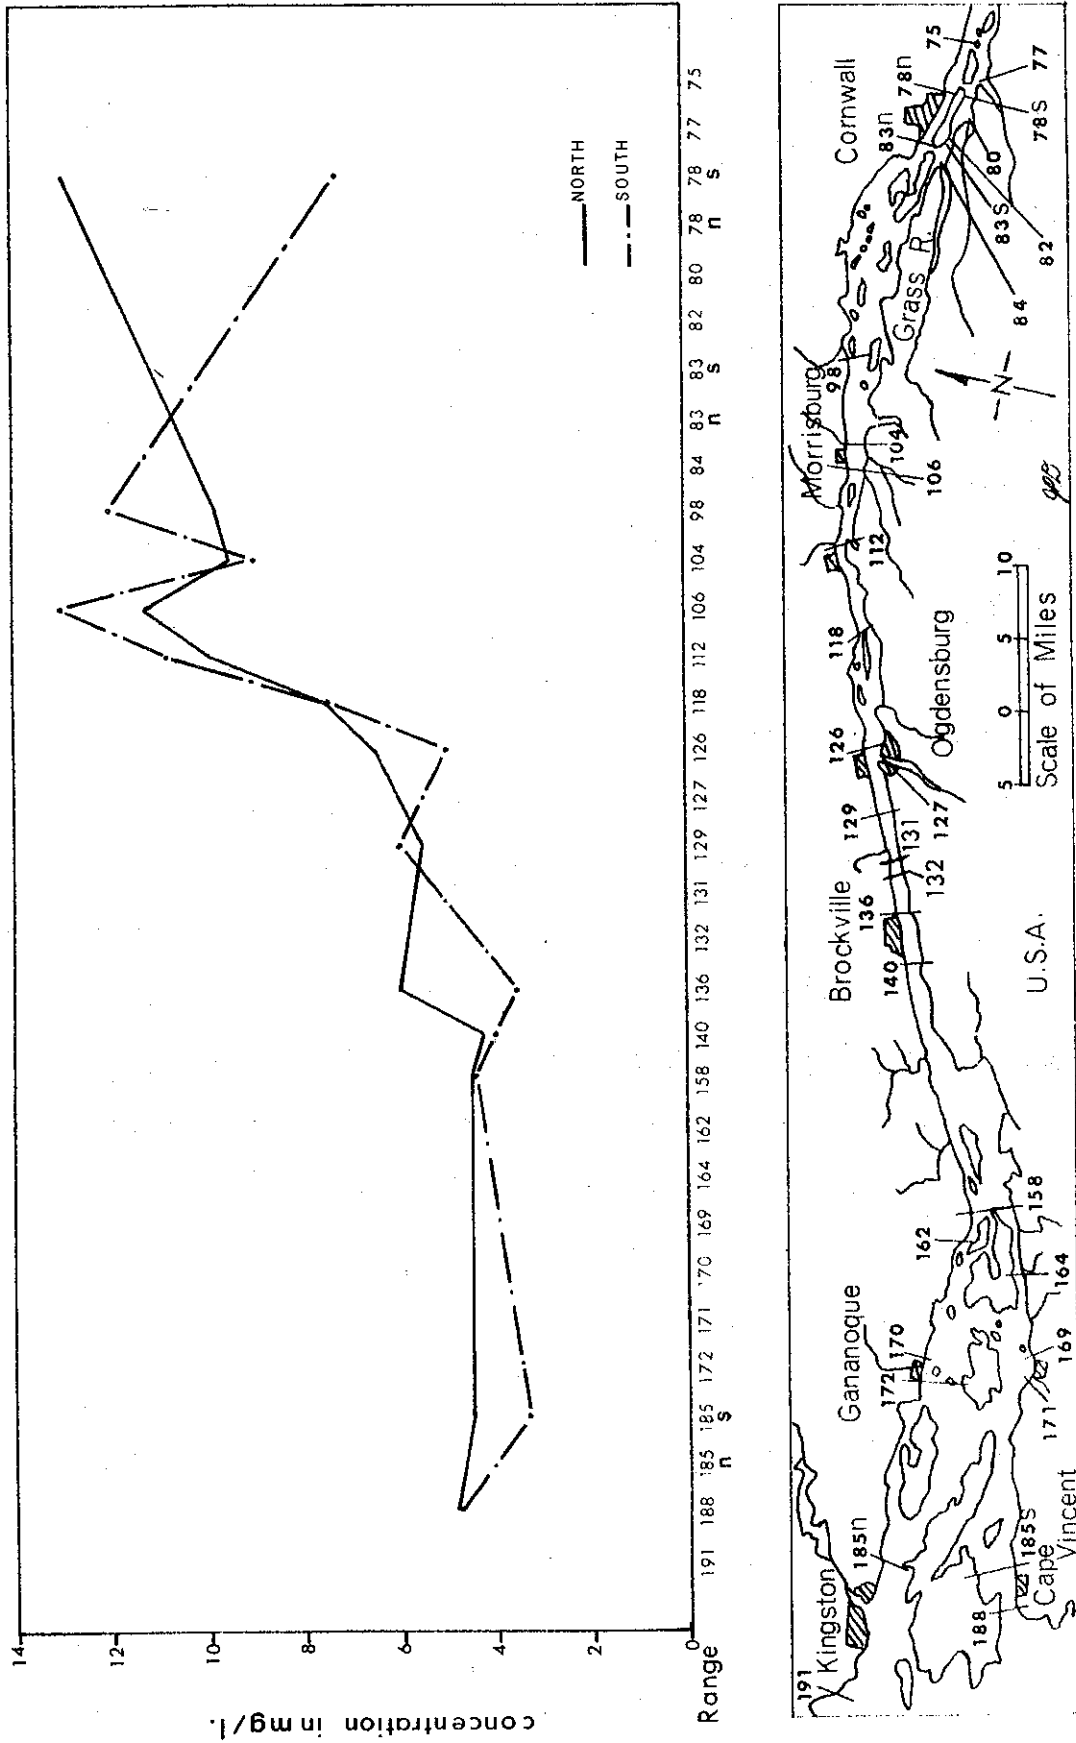 14
12
10
8
6
4
2
0
concentration in mg/l.
NORTH
SOUTH
Range
191 188 185 185 172 171 170 169 164 162 158 140 136 132 131 129 127 126 118 112 106 104 98 84 83 83 82 80 78 78 77 75
n s n s n s
191
Kingston
185n
Gananoque
172
170
162
Brockville
136
140
129
126
118
Morrisburg
98
Cornwall
83n
78n
75
188
185S
Cape
Vincent
171
169
164
158
U.S.A.
132
131
127
Ogdensburg
112
106
104
Grass R.
84
82
83S
80
78S
77
N
5 0 5 10
Scale of Miles